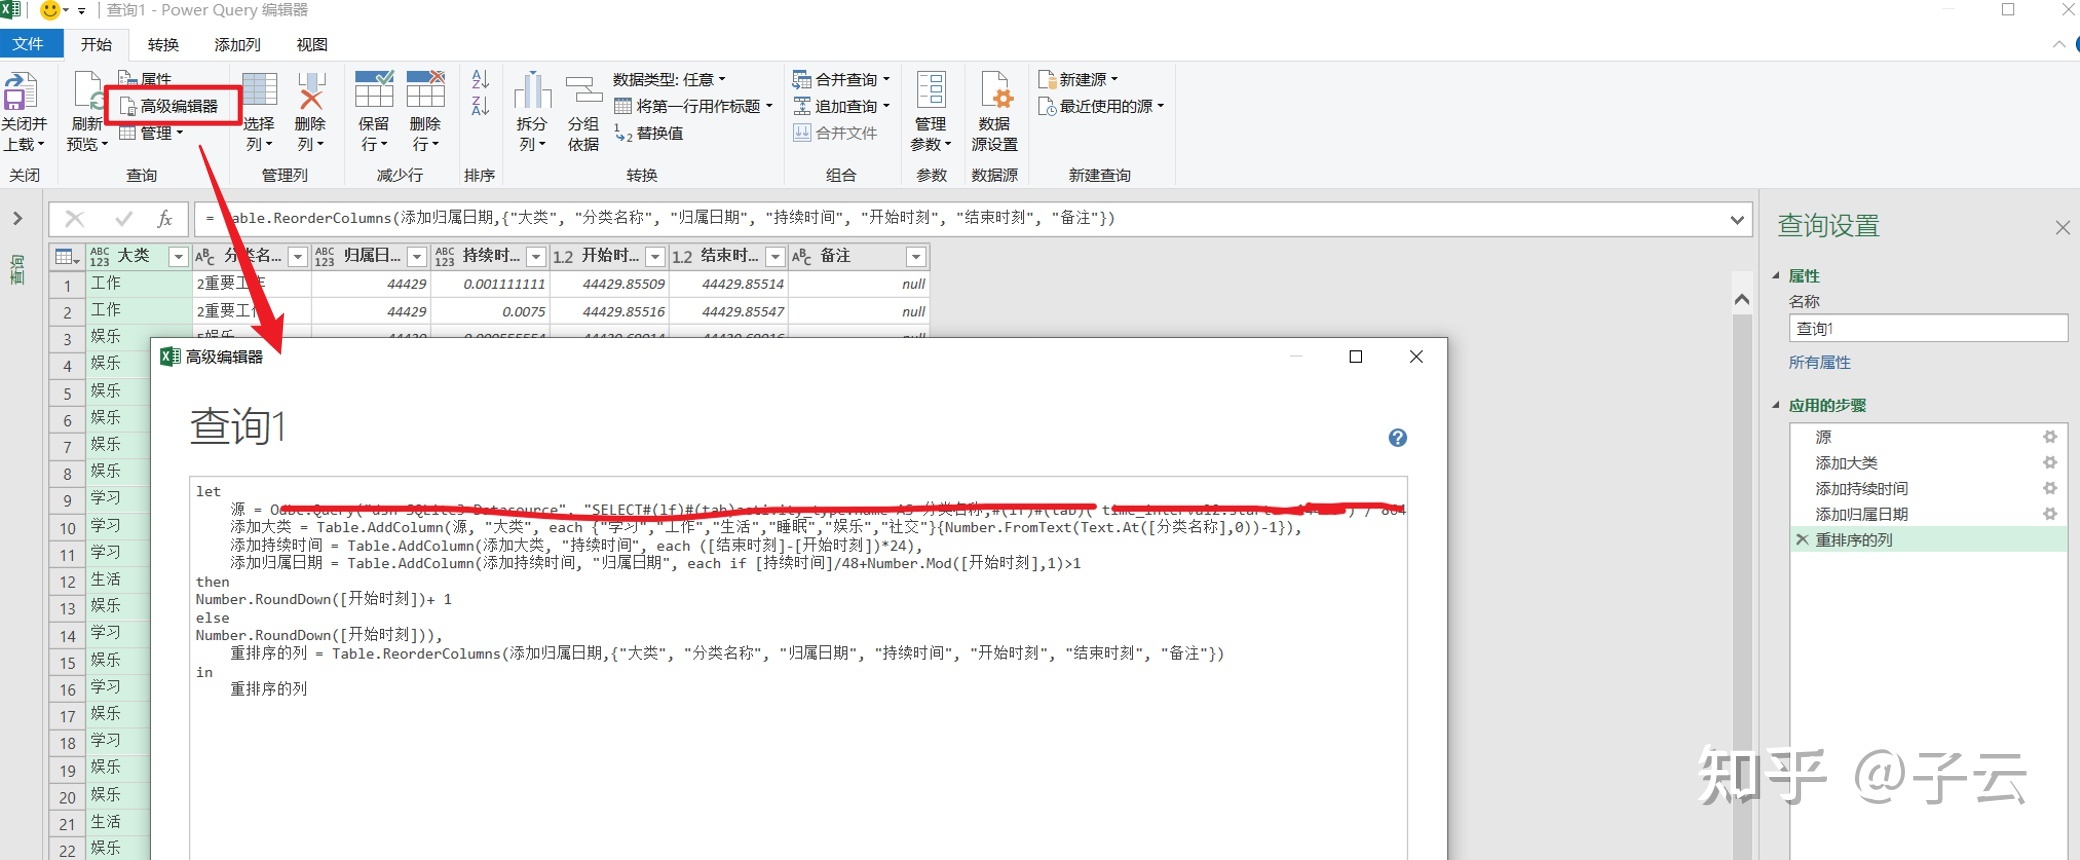 查询1 - Power Query 编辑器
文件 开始 转换 添加列 视图
关闭并上载
关闭
刷新预览
属性
高级编辑器
管理
查询
选择列
删除列
管理列
保留行
删除行
减少行
排序
拆分列
分组依据
数据类型: 任意
将第一行用作标题
替换值
转换
合并查询
追加查询
合并文件
组合
管理参数
参数
数据源设置
数据源
新建源
最近使用的源
新建查询
fx
= able.ReorderColumns(添加归属日期,{"大类", "分类名称", "归属日期", "持续时间", "开始时刻", "结束时刻", "备注"})
查询
ABC123 大类 ABC 分类名... ABC123 归属日... ABC123 持续时... 1.2 开始时... 1.2 结束时... ABC 备注
1 工作 2重要工作 44429 0.001111111 44429.85509 44429.85514 null
2 工作 2重要工作 44429 0.0075 44429.85516 44429.85547 null
3 娱乐
4 娱乐
5 娱乐
6 娱乐
7 娱乐
8 娱乐
9 学习
10 学习
11 学习
12 生活
13 娱乐
14 学习
15 娱乐
16 学习
17 娱乐
18 学习
19 娱乐
20 娱乐
21 生活
22 娱乐
高级编辑器
查询1
let
源 =
添加大类 = Table.AddColumn(源, "大类", each {"学习","工作","生活","睡眠","娱乐","社交"}{Number.FromText(Text.At([分类名称],0))-1}),
添加持续时间 = Table.AddColumn(添加大类, "持续时间", each ([结束时刻]-[开始时刻])*24),
添加归属日期 = Table.AddColumn(添加持续时间, "归属日期", each if [持续时间]/48+Number.Mod([开始时刻],1)>1
then
Number.RoundDown([开始时刻])+ 1
else
Number.RoundDown([开始时刻])),
重排序的列 = Table.ReorderColumns(添加归属日期,{"大类", "分类名称", "归属日期", "持续时间", "开始时刻", "结束时刻", "备注"})
in
重排序的列
查询设置
属性
名称
查询1
所有属性
应用的步骤
源
添加大类
添加持续时间
添加归属日期
重排序的列
知乎 @子云